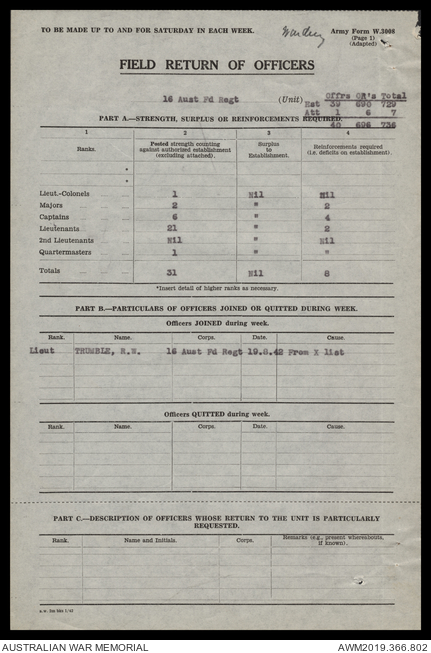 TO BE MADE UP TO AND FOR SATURDAY IN EACH WEEK.
Army Form W.3008
(Page 1)
(Adapted)
FIELD RETURN OF OFFICERS
16 Aust Fd Regt (Unit)
Offrs OR's Total
Est 39 690 729
Att 1 6 7
40 696 736
PART A.—STRENGTH, SURPLUS OR REINFORCEMENTS REQUIRED.
1 2 3 4
Ranks. Posted strength counting against authorized establishment (excluding attached). Surplus to Establishment. Reinforcements required (i.e. deficits on establishment).
*
*
Lieut.-Colonels 1 Nil Nil
Majors 2 " 2
Captains 6 " 4
Lieutenants 21 " 2
2nd Lieutenants Nil " Nil
Quartermasters 1 "
Totals 31 Nil 8
*Insert detail of higher ranks as necessary.
PART B.—PARTICULARS OF OFFICERS JOINED OR QUITTED DURING WEEK.
Officers JOINED during week.
Rank. Name. Corps. Date. Cause.
Lieut TRUMBLE, R.W. 16 Aust Fd Regt 19.8.42 From X list
Officers QUITTED during week.
Rank. Name. Corps. Date. Cause.
PART C.—DESCRIPTION OF OFFICERS WHOSE RETURN TO THE UNIT IS PARTICULARLY
REQUESTED.
Rank. Name and Initials. Corps. Remarks (e.g., present whereabouts, if known).
AUSTRALIAN WAR MEMORIAL
AWM2019.366.802